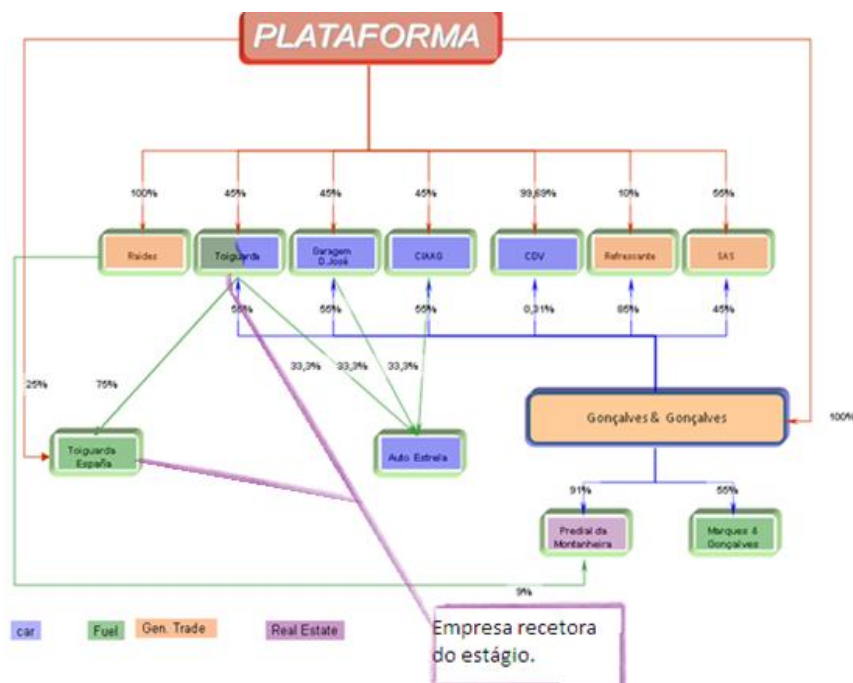 PLATAFORMA
100%
45%
45%
45%
99,69%
10%
55%
Raides
Toiguarda
Garagem
D.José
CIAAG
CDV
Refressante
SAS
55%
55%
55%
0,31%
85%
45%
33,3%
33,3%
33,3%
25%
75%
Gonçalves & Gonçalves
100%
Toiguarda
España
Auto Estrela
91%
55%
Predial da
Montanheira
Marques &
Gonçalves
9%
car
Fuel
Gen. Trade
Real Estate
Empresa recetora
do estágio.